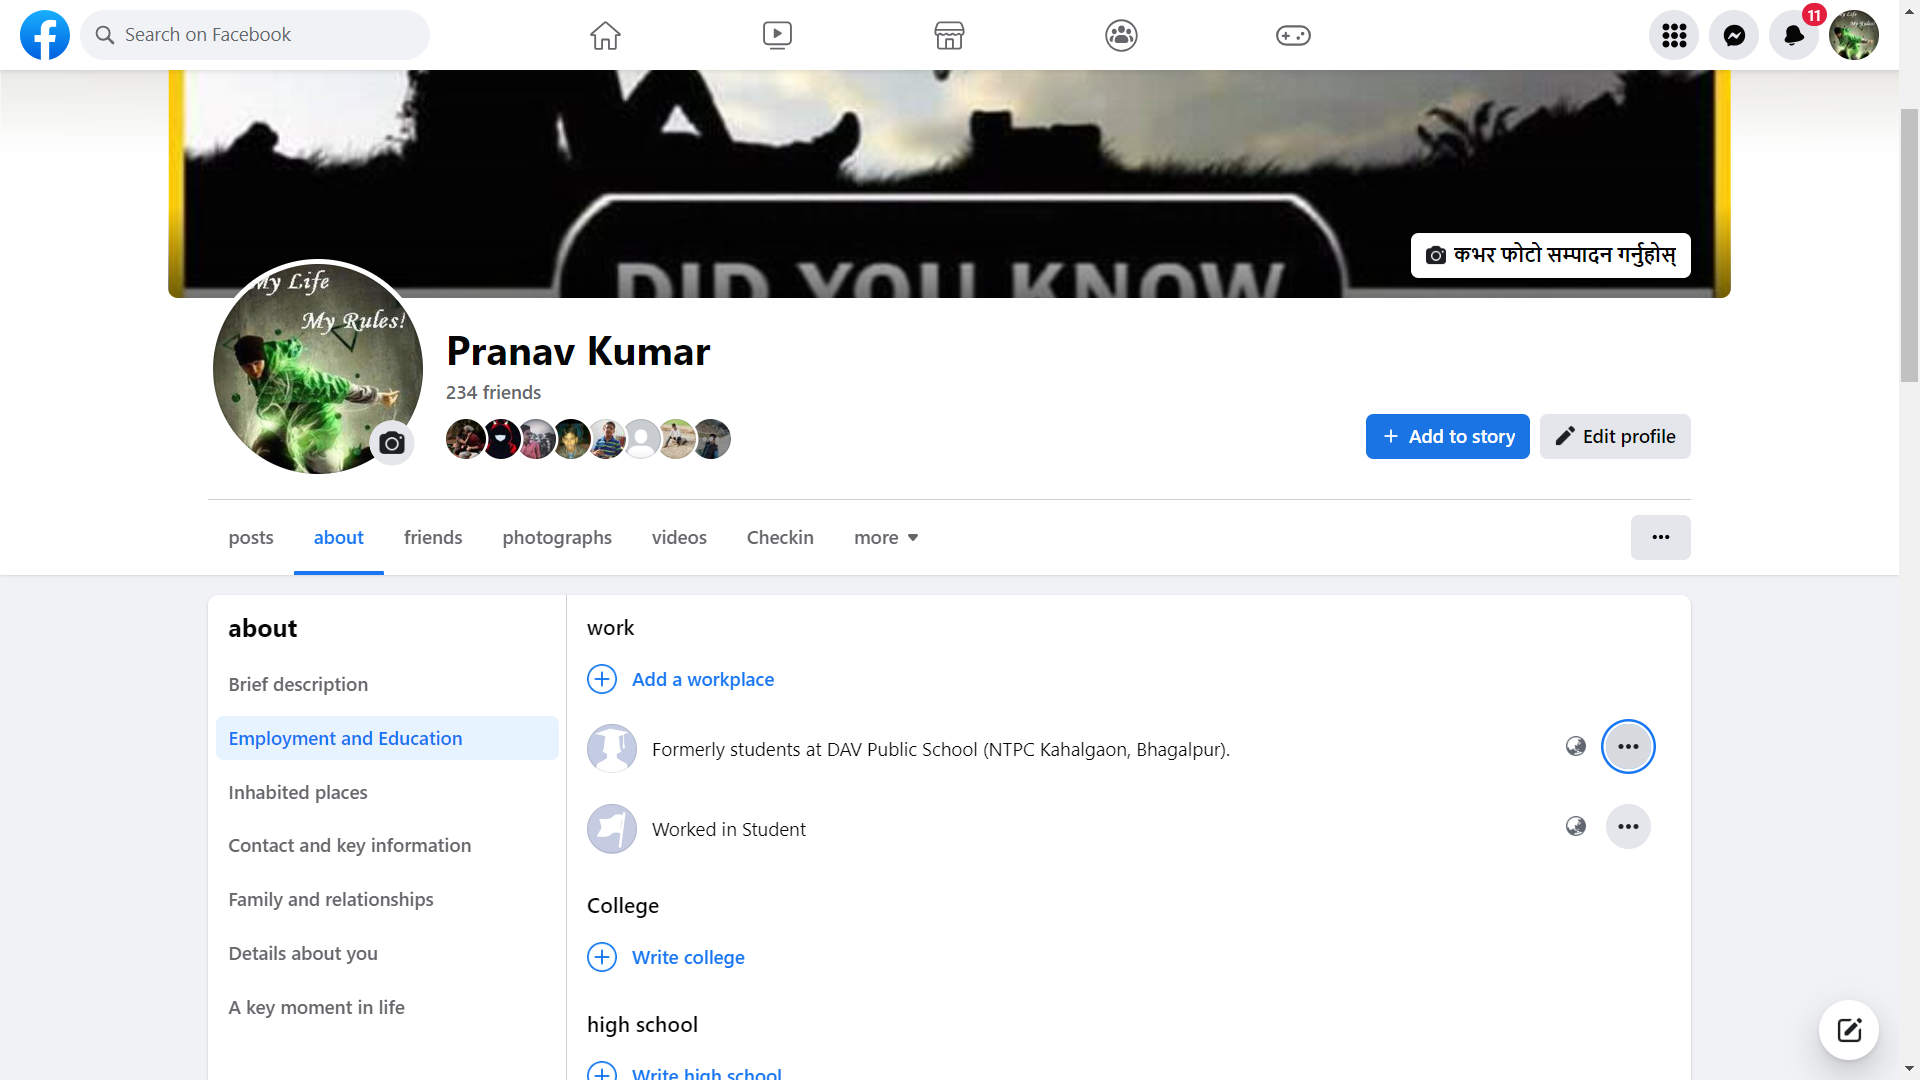 Search on Facebook
11
DID YOU KNOW
कभर फोटो सम्पादन गर्नुहोस्
My Life
My Rules!
Pranav Kumar
234 friends
Add to story
Edit profile
posts
about
friends
photographs
videos
Checkin
more
about
Brief description
Employment and Education
Inhabited places
Contact and key information
Family and relationships
Details about you
A key moment in life
work
Add a workplace
Formerly students at DAV Public School (NTPC Kahalgaon, Bhagalpur).
Worked in Student
College
Write college
high school
Write high school